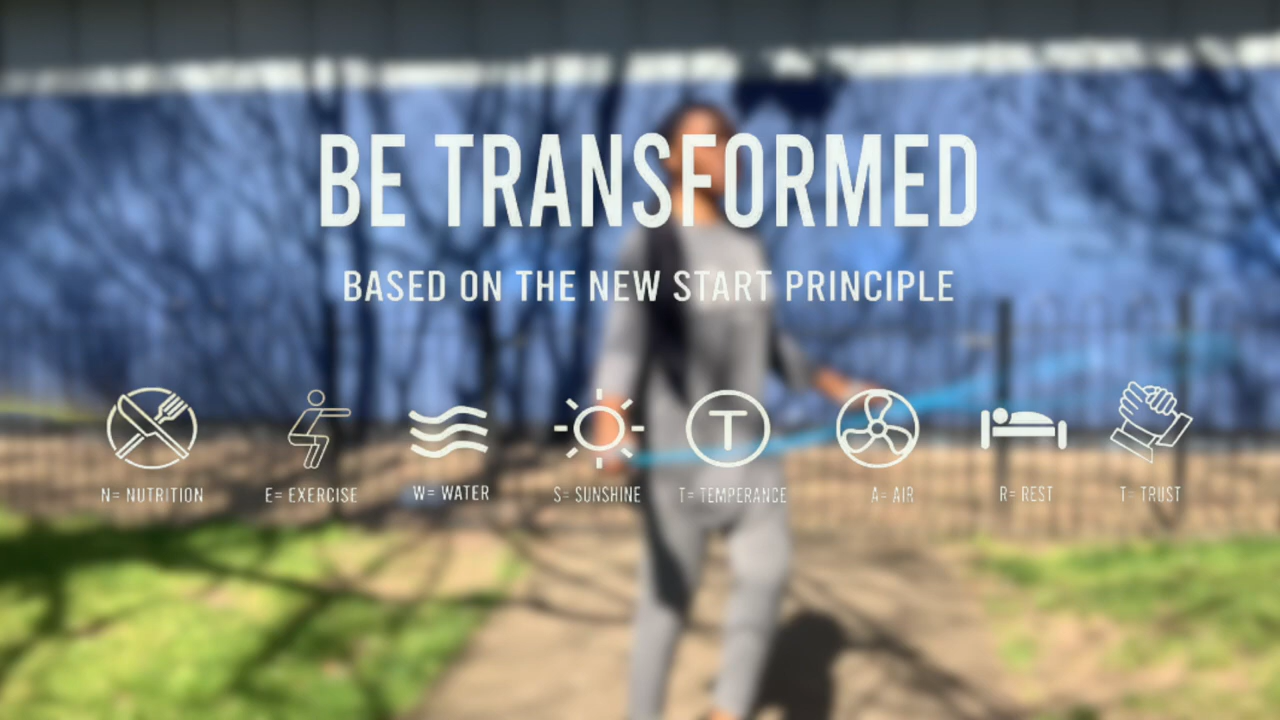 BE TRANSFORMED
BASED ON THE NEW START PRINCIPLE
T
N= NUTRITION E= EXERCISE W= WATER S= SUNSHINE T= TEMPERANCE A= AIR R= REST T= TRUST